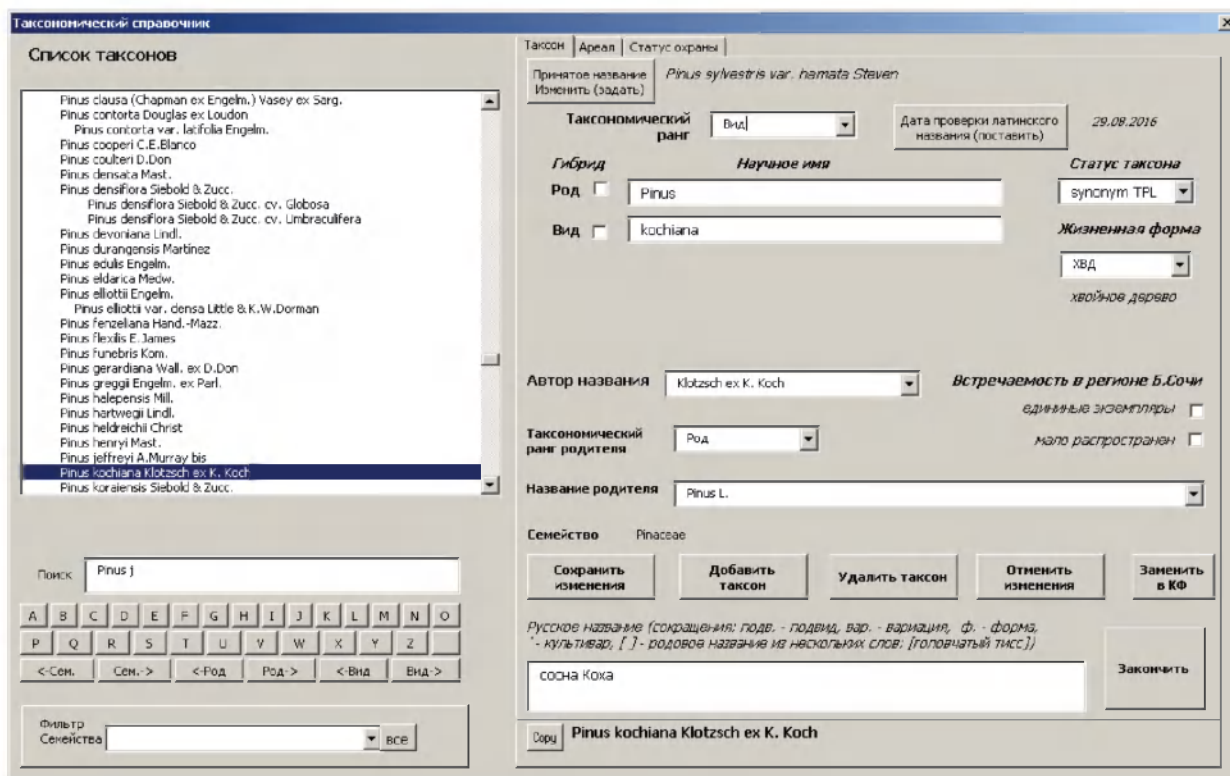 Таксономический справочник
Список таксонов
Pinus clausa (Chapman ex Engelm.) Vasey ex Sarg.
Pinus contorta Douglas ex Loudon
Pinus contorta var. latifolia Engelm.
Pinus cooperi C.E.Blanco
Pinus coulteri D.Don
Pinus densata Mast.
Pinus densiflora Siebold & Zucc.
Pinus densiflora Siebold & Zucc. cv. Globosa
Pinus densiflora Siebold & Zucc. cv. Umbraculifera
Pinus devoniana Lindl.
Pinus durangensis Martínez
Pinus edulis Engelm.
Pinus eldarica Medw.
Pinus elliottii Engelm.
Pinus elliottii var. densa Little & K.W.Dorman
Pinus fenzeliana Hand.-Mazz.
Pinus flexilis E.James
Pinus funebris Kom.
Pinus gerardiana Wall. ex D.Don
Pinus greggii Engelm. ex Parl.
Pinus halepensis Mill.
Pinus hartwegii Lindl.
Pinus heldreichii Christ
Pinus henryi Mast.
Pinus jeffreyi A.Murray bis
Pinus kochiana Klotzsch ex K. Koch
Pinus koraiensis Siebold & Zucc.
Поиск Pinus j
A B C D E F G H I J K L M N O
P Q R S T U V W X Y Z
<-Сем. Сем.-> <-Род Род-> <-Вид Вид->
Фильтр
Семейства все
Таксон Ареал Статус охраны
Принятое название
Изменить (задать) Pinus sylvestris var. hamata Steven
Таксономический
ранг Вид Дата проверки латинского
названия (поставить) 29.08.2016
Гибрид Научное имя Статус таксона
Род Pinus synonym TPL
Вид kochiana Жизненная форма
ХВД
хвойное дерево
Автор названия Klotzsch ex K. Koch Встречаемость в регионе Б.Сочи
едининые экземпляры
Таксономический
ранг родителя Род мало распространен
Название родителя Pinus L.
Семейство Pinaceae
Сохранить
изменения Добавить
таксон Удалить таксон Отменить
изменения Заменить
в КФ
Русское название (сокращения: подв. - подвид, вар. - вариация, ф. - форма,
' - культивар, [ ] - родовое название из нескольких слов: [головчатый тисс])
сосна Коха
Закончить
Copy Pinus kochiana Klotzsch ex K. Koch